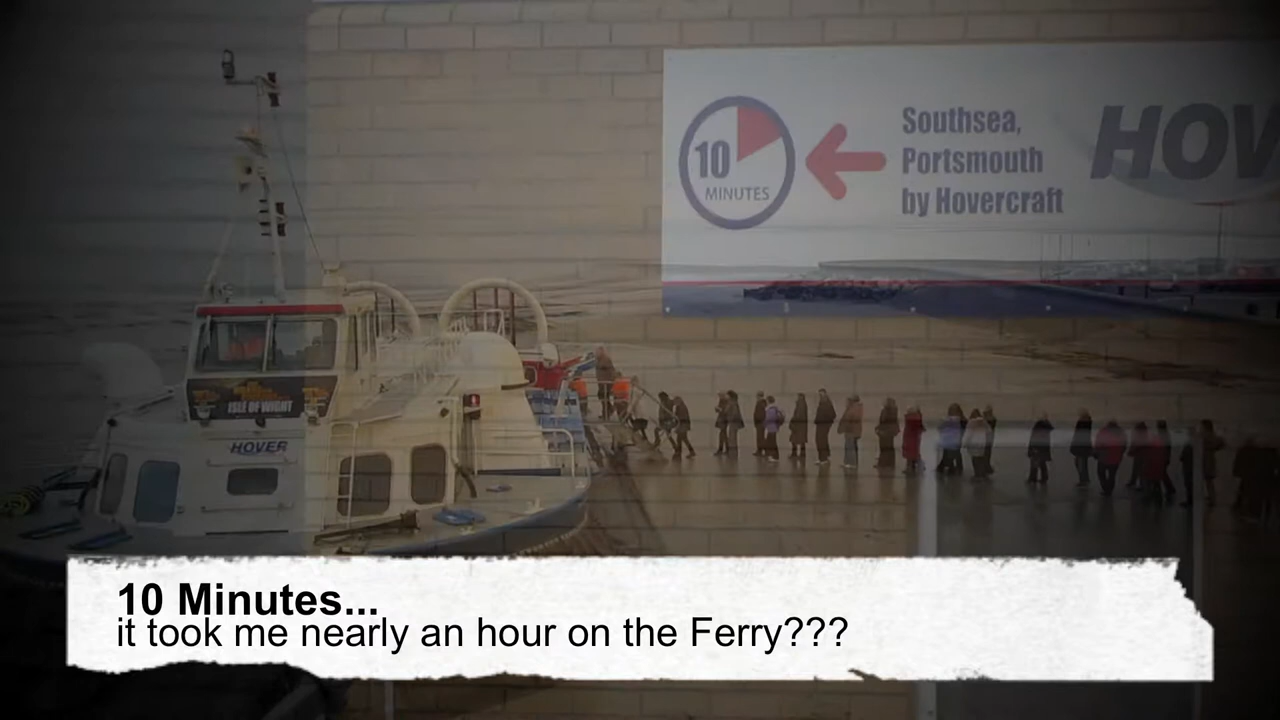 10
MINUTES
Southsea,
Portsmouth
by Hovercraft
HOV
ISLE OF WIGHT
HOVER
10 Minutes...
it took me nearly an hour on the Ferry???